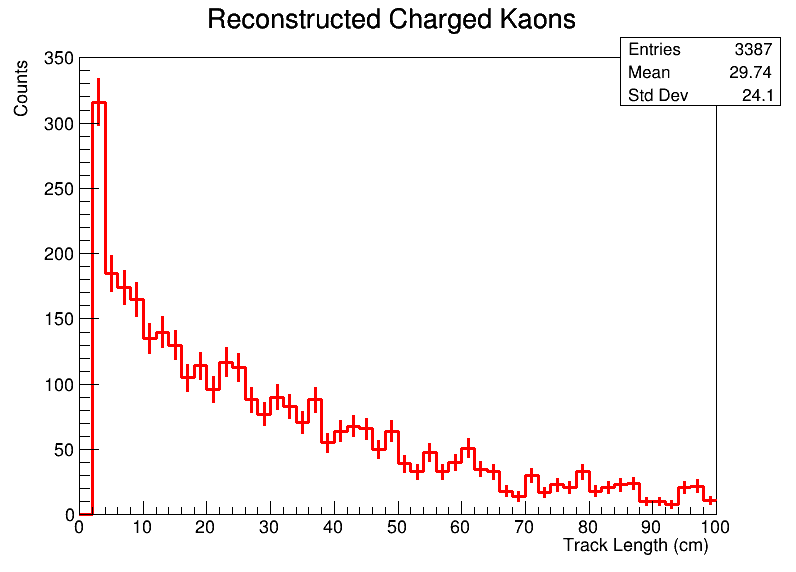 Reconstructed Charged Kaons
Entries 3387
Mean 29.74
Std Dev 24.1
Counts
350
300
250
200
150
100
50
0
0 10 20 30 40 50 60 70 80 90 100
Track Length (cm)